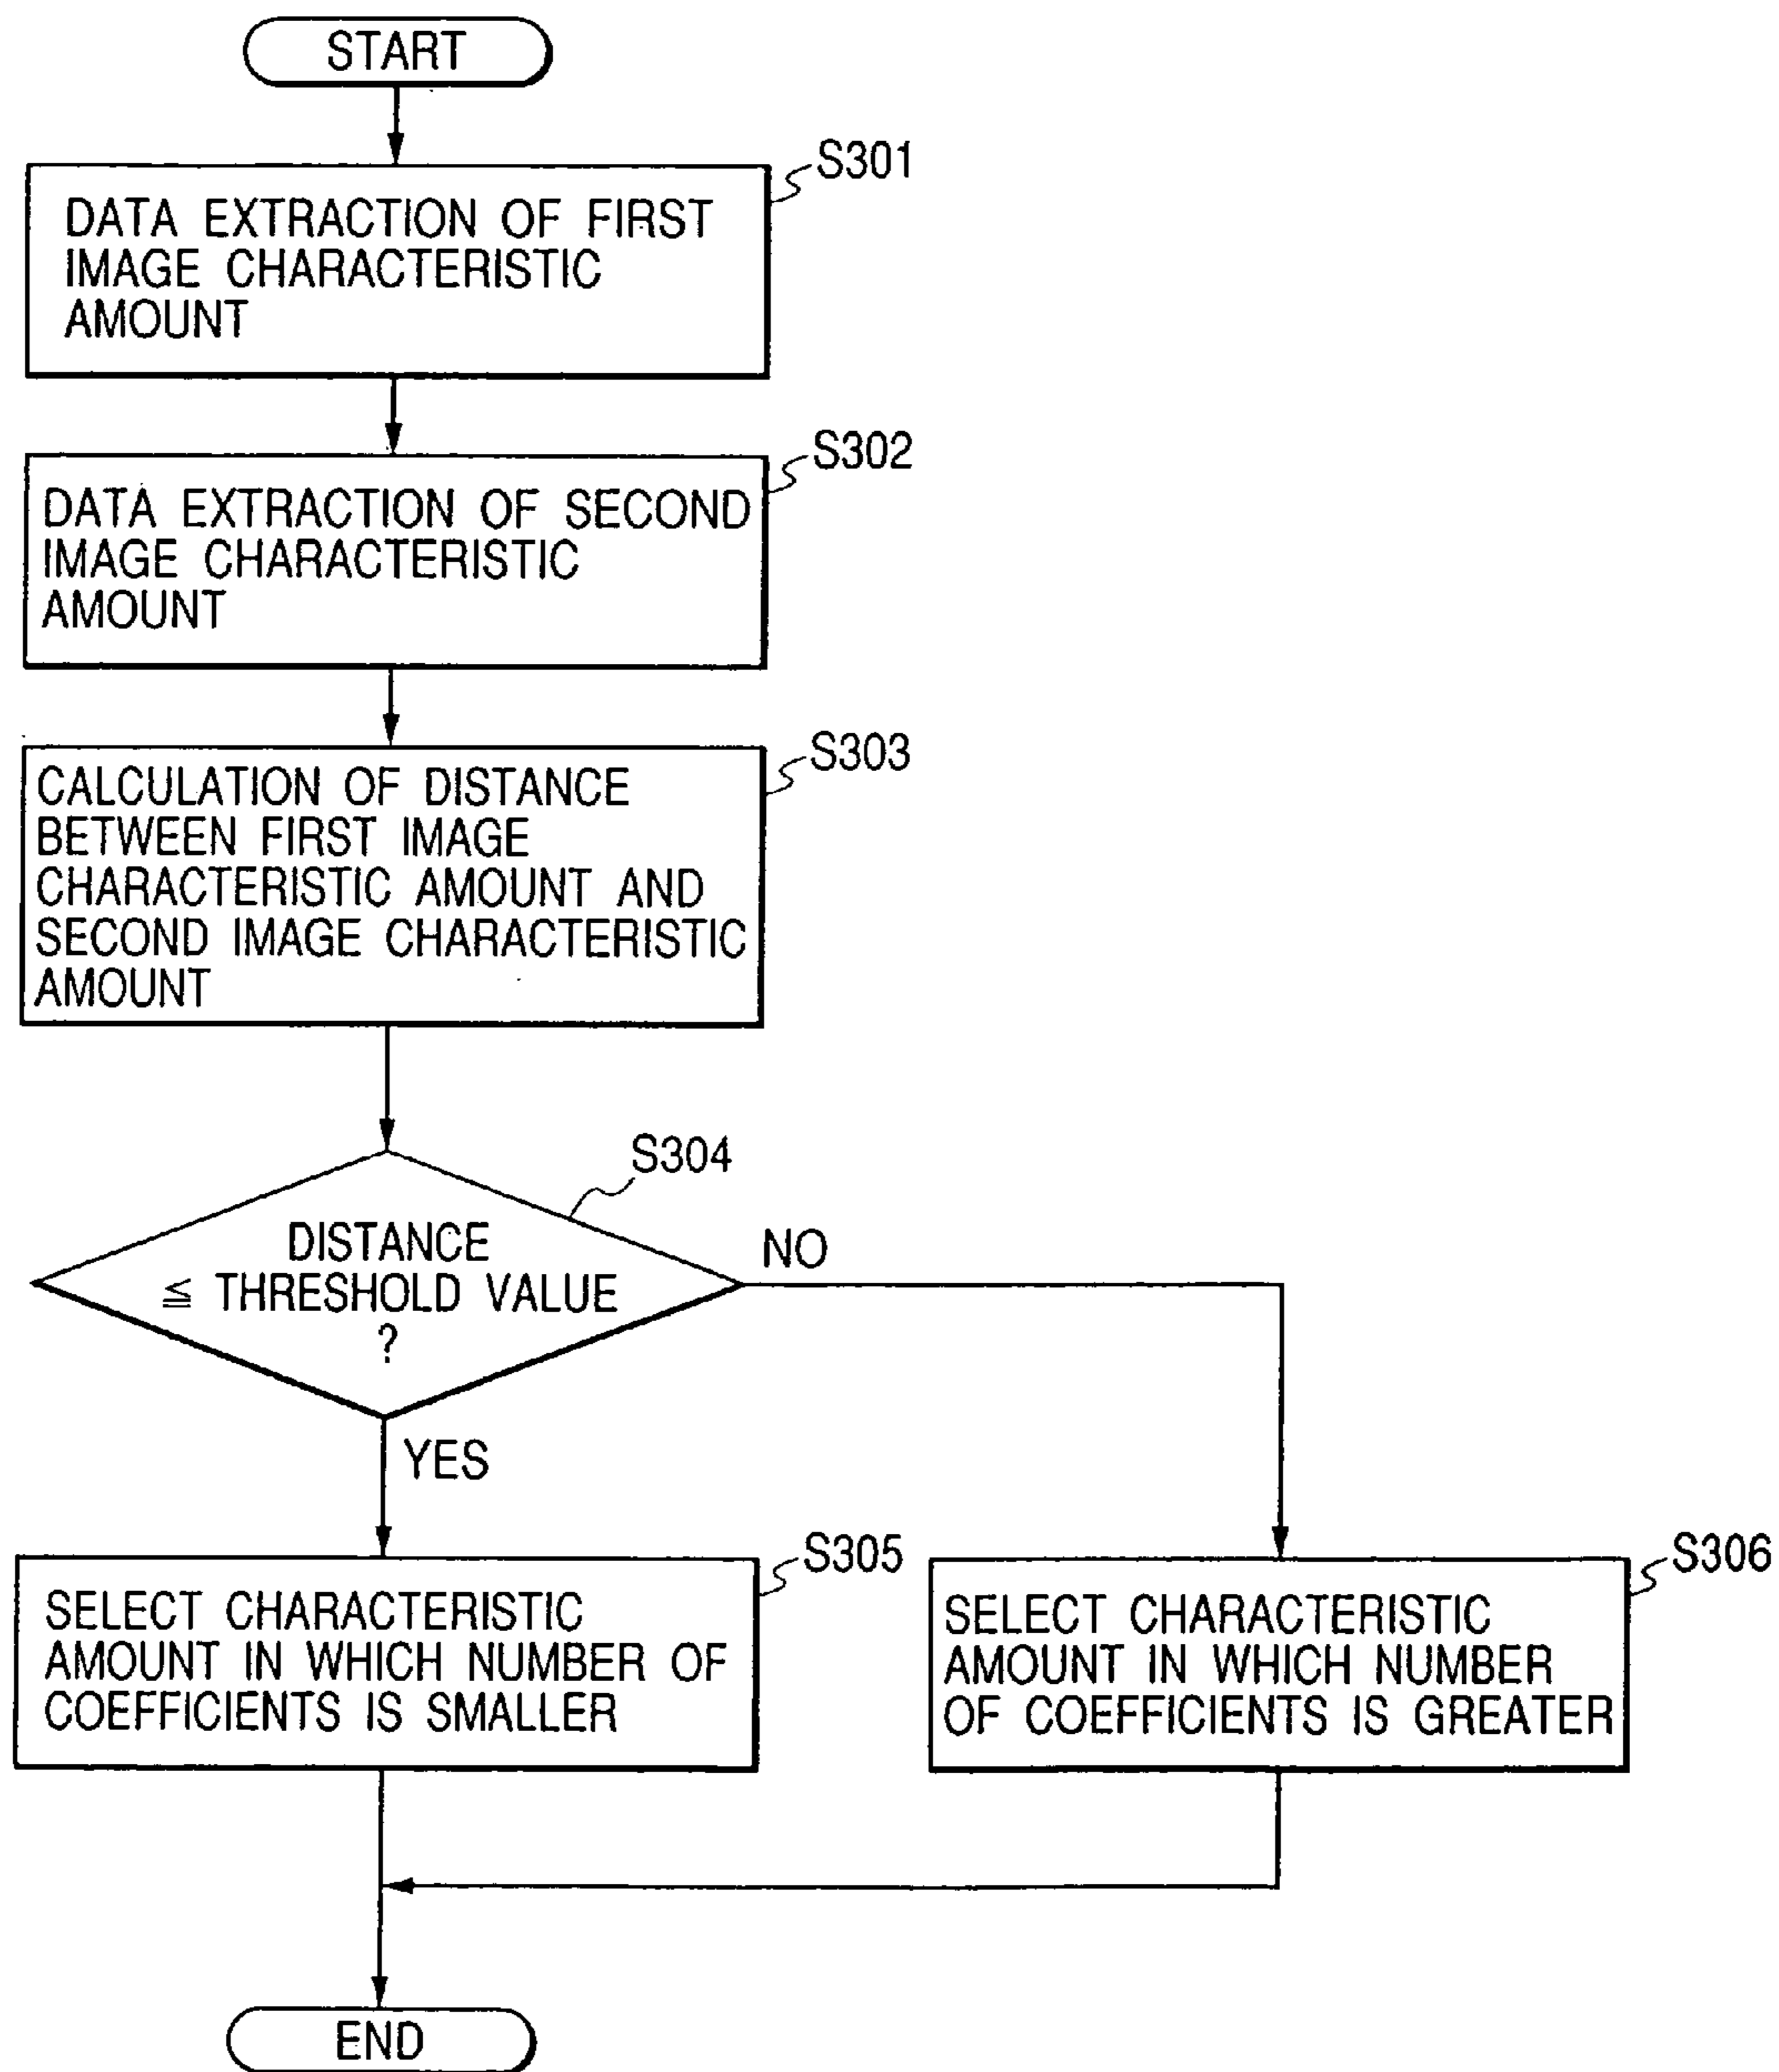 START
S301
DATA EXTRACTION OF FIRST
IMAGE CHARACTERISTIC
AMOUNT
S302
DATA EXTRACTION OF SECOND
IMAGE CHARACTERISTIC
AMOUNT
S303
CALCULATION OF DISTANCE
BETWEEN FIRST IMAGE
CHARACTERISTIC AMOUNT AND
SECOND IMAGE CHARACTERISTIC
AMOUNT
S304
DISTANCE
≦ THRESHOLD VALUE
?
NO
YES
S305
SELECT CHARACTERISTIC
AMOUNT IN WHICH NUMBER OF
COEFFICIENTS IS SMALLER
S306
SELECT CHARACTERISTIC
AMOUNT IN WHICH NUMBER
OF COEFFICIENTS IS GREATER
END